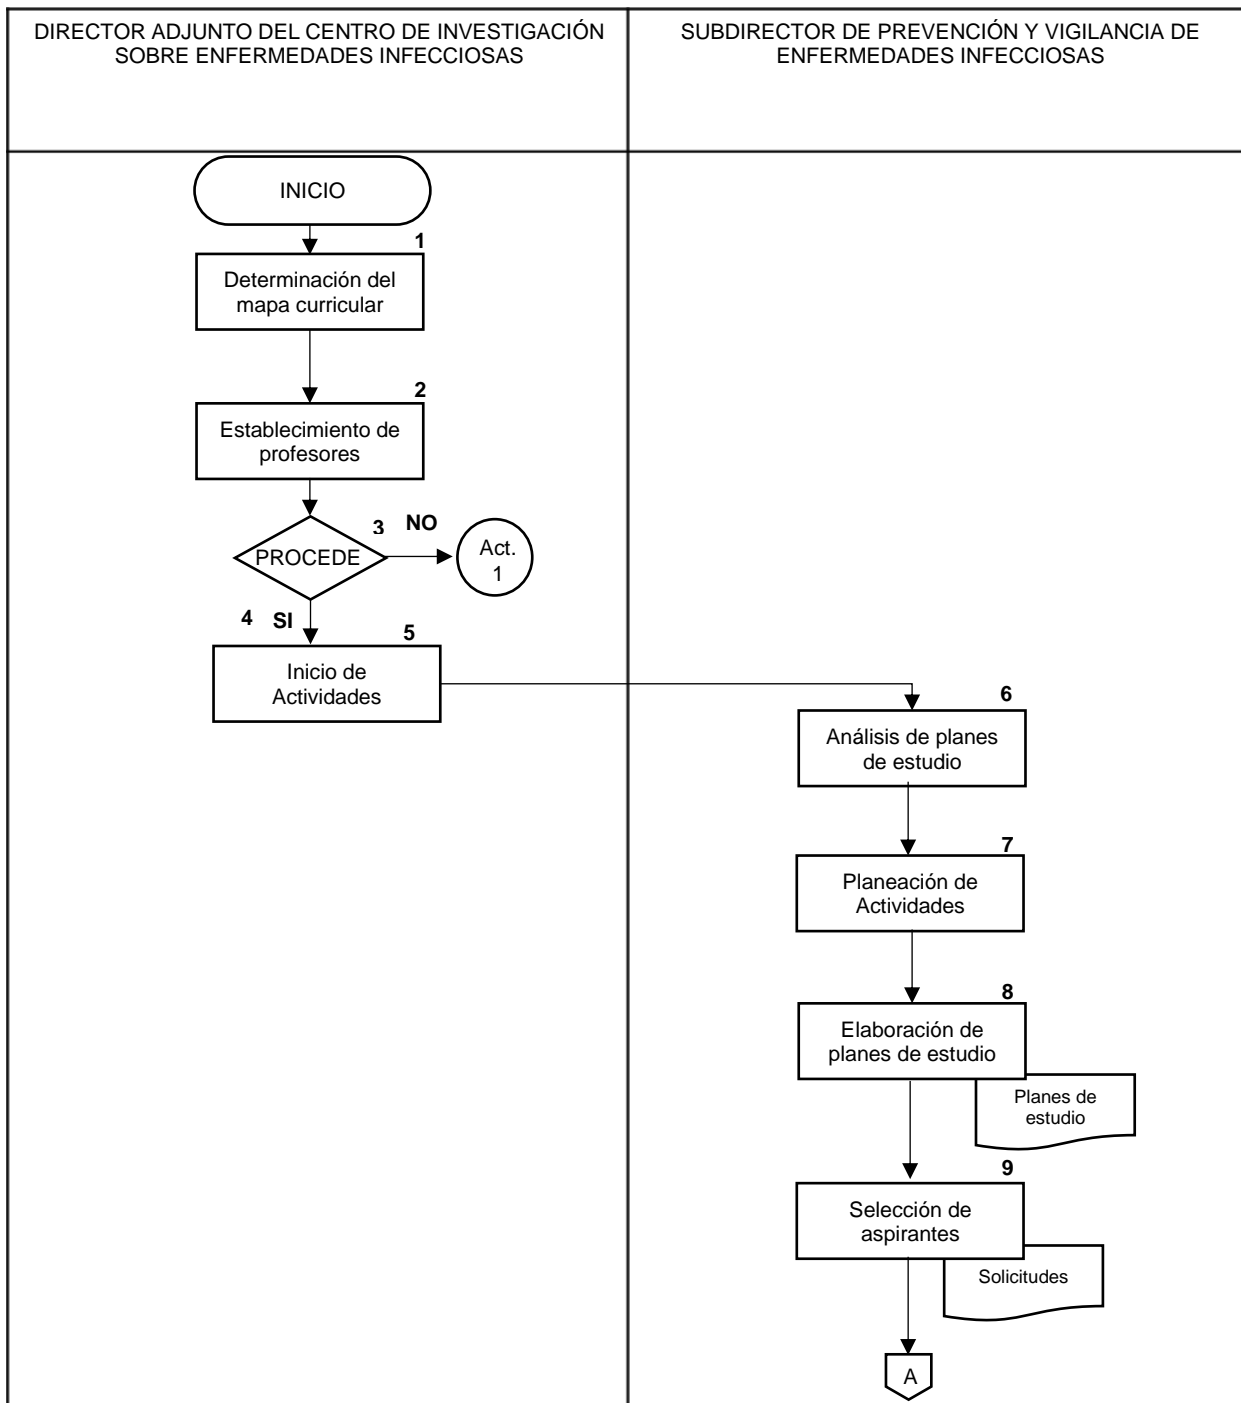 DIRECTOR ADJUNTO DEL CENTRO DE INVESTIGACIÓN
SOBRE ENFERMEDADES INFECCIOSAS
SUBDIRECTOR DE PREVENCIÓN Y VIGILANCIA DE
ENFERMEDADES INFECCIOSAS
INICIO
1
Determinación del
mapa curricular
2
Establecimiento de
profesores
3
NO
PROCEDE
Act.
1
4
SI
5
Inicio de
Actividades
6
Análisis de planes
de estudio
7
Planeación de
Actividades
8
Elaboración de
planes de estudio
Planes de
estudio
9
Selección de
aspirantes
Solicitudes
A